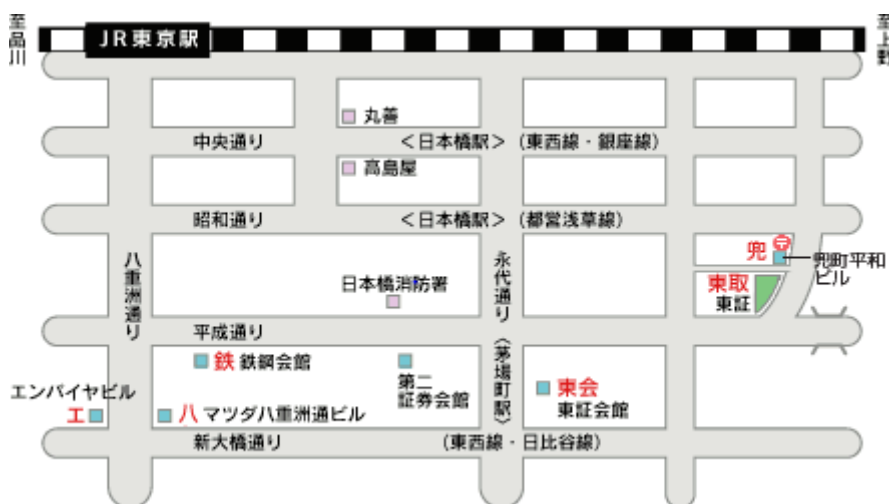 至品川
JR東京駅
至上野
丸善
中央通り
<日本橋駅>
(東西線・銀座線)
高島屋
昭和通り
<日本橋駅>
(都営浅草線)
八重洲通り
永代通り
<茅場町駅>
兜
〒
兜町平和
ビル
東取
東証
日本橋消防署
平成通り
鉄 鉄鋼会館
第二
証券会館
東会
東証会館
エンパイヤビル
エ
八 マツダ八重洲通ビル
新大橋通り
(東西線・日比谷線)